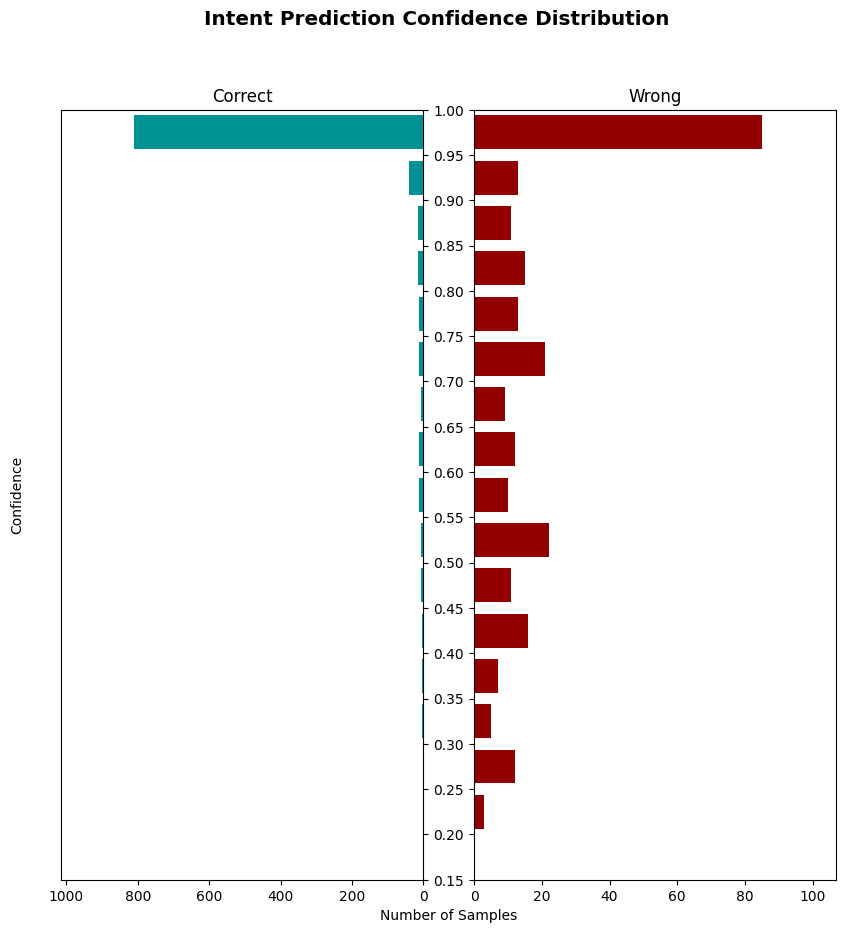 Intent Prediction Confidence Distribution
Correct
Wrong
1.00
0.95
0.90
0.85
0.80
0.75
0.70
0.65
0.60
0.55
0.50
0.45
0.40
0.35
0.30
0.25
0.20
0.15
Confidence
1000 800 600 400 200 0
0 20 40 60 80 100
Number of Samples